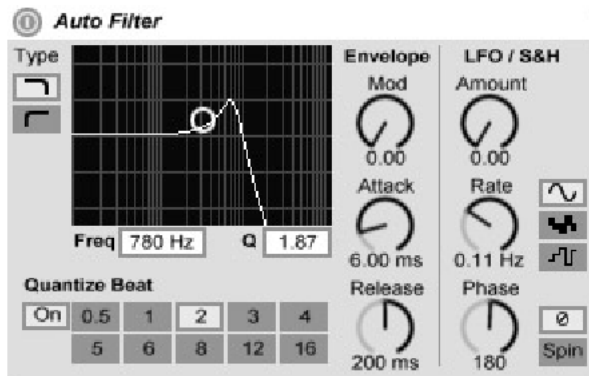 Auto Filter
Type
Envelope
LFO / S&H
Mod
Amount
0.00
0.00
Attack
Rate
6.00 ms
0.11 Hz
Freq 780 Hz
Q 1.87
Quantize Beat
On 0.5 1 2 3 4
5 6 8 12 16
Release
Phase
200 ms
180
Ø
Spin